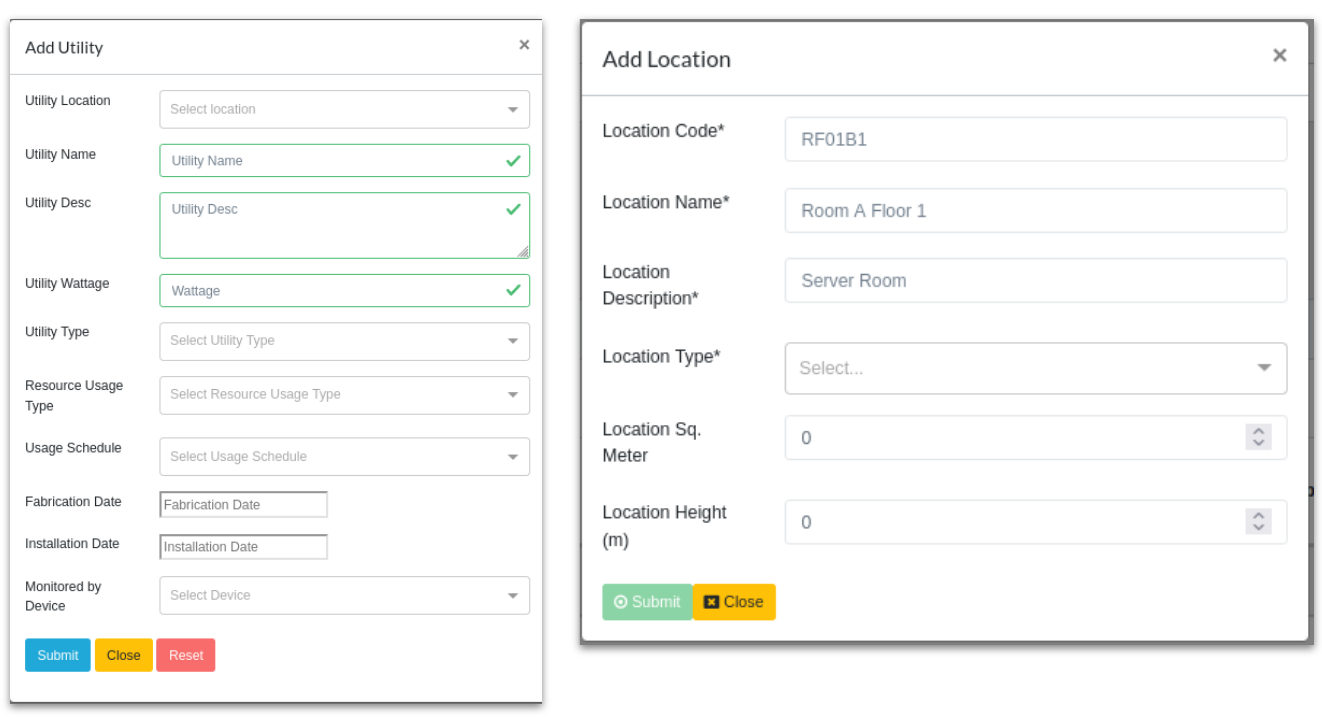 Add Utility ×
Utility Location Select location
Utility Name Utility Name
Utility Desc Utility Desc
Utility Wattage Wattage
Utility Type Select Utility Type
Resource Usage
Type
Select Resource Usage Type
Usage Schedule Select Usage Schedule
Fabrication Date Fabrication Date
Installation Date Installation Date
Monitored by
Device
Select Device
Submit Close Reset
Add Location ×
Location Code* RF01B1
Location Name* Room A Floor 1
Location
Description*
Server Room
Location Type* Select...
Location Sq.
Meter
0
Location Height
(m)
0
Submit Close